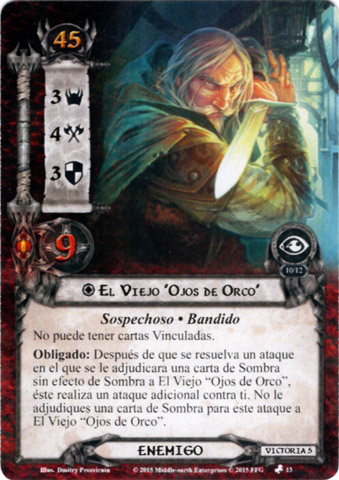 45
3
4
3
9
10/12
El Viejo 'Ojos de Orco'
Sospechoso • Bandido
No puede tener cartas Vinculadas.
Obligado: Después de que se resuelva un ataque
en el que se le adjudicara una carta de Sombra
sin efecto de Sombra a El Viejo “Ojos de Orco”,
éste realiza un ataque adicional contra ti. No le
adjudiques una carta de Sombra para este ataque a
El Viejo “Ojos de Orco”.
ENEMIGO
VICTORIA 5
Illus. Dmitry Prosvirnin
© 2015 Middle-earth Enterprises © 2015 FFG
13